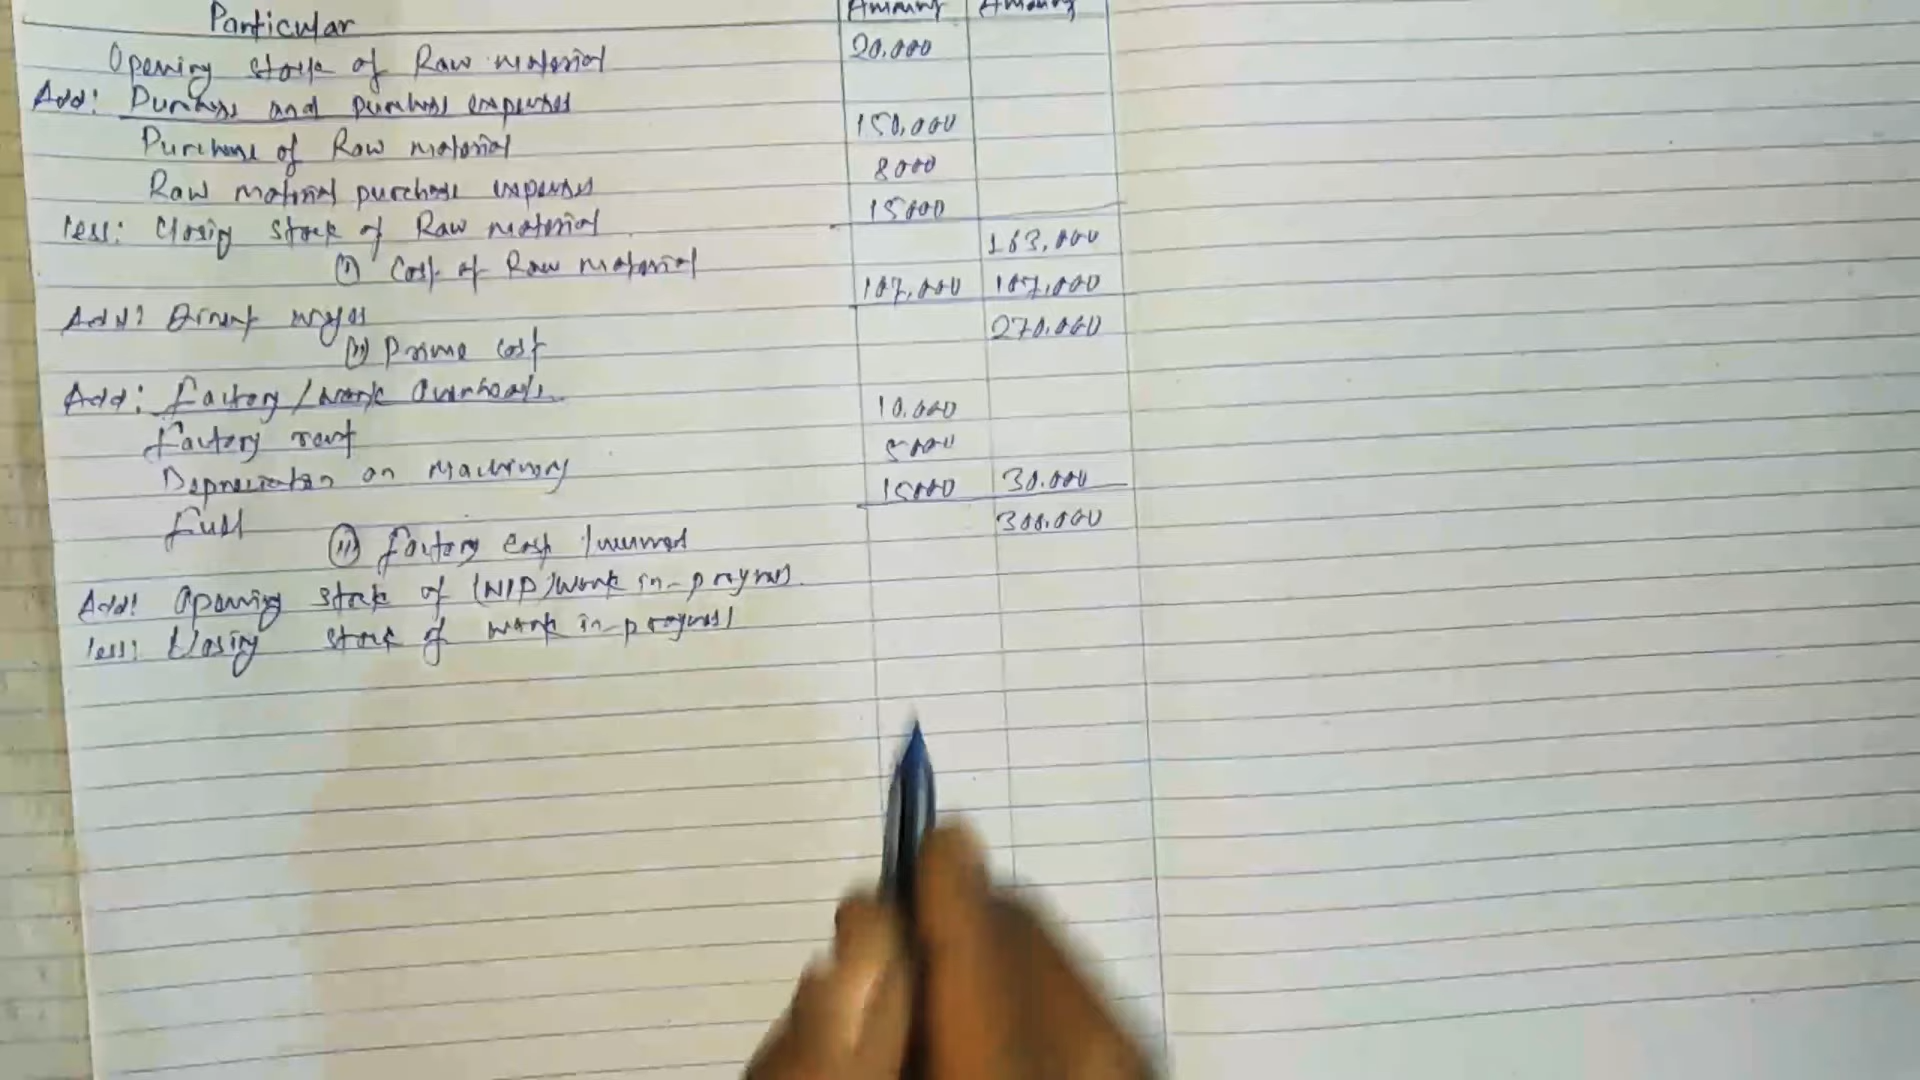 Particular Amount Amount
Opening stock of Raw material 20,000
Add: Purchase and purchase expenses
Purchase of Raw material 150,000
Raw material purchase expenses 8000
less: Closig stock of Raw material 15000
(i) Cost of Raw material 163,000
Add: Direct wages 107,000 107,000
(ii) Prime cost 270,000
Add: Factory/work Overheads
Factory rent 10,000
Depreciation on Machinery 5000
Fuel 15000 30,000
(iii) Factory cost 300,000
Add: Opening stock of (WIP) work in-progress
less: Closing stock of work in-progress